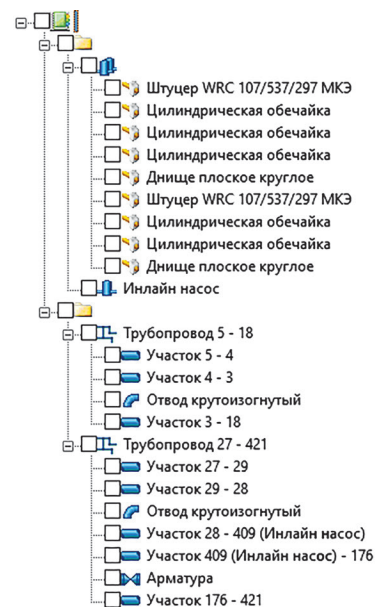 Штуцер WRC 107/537/297 МКЭ
Цилиндрическая обечайка
Цилиндрическая обечайка
Цилиндрическая обечайка
Днище плоское круглое
Штуцер WRC 107/537/297 МКЭ
Цилиндрическая обечайка
Цилиндрическая обечайка
Днище плоское круглое
Инлайн насос
Трубопровод 5 - 18
Участок 5 - 4
Участок 4 - 3
Отвод крутоизогнутый
Участок 3 - 18
Трубопровод 27 - 421
Участок 27 - 29
Участок 29 - 28
Отвод крутоизогнутый
Участок 28 - 409 (Инлайн насос)
Участок 409 (Инлайн насос) - 176
Арматура
Участок 176 - 421